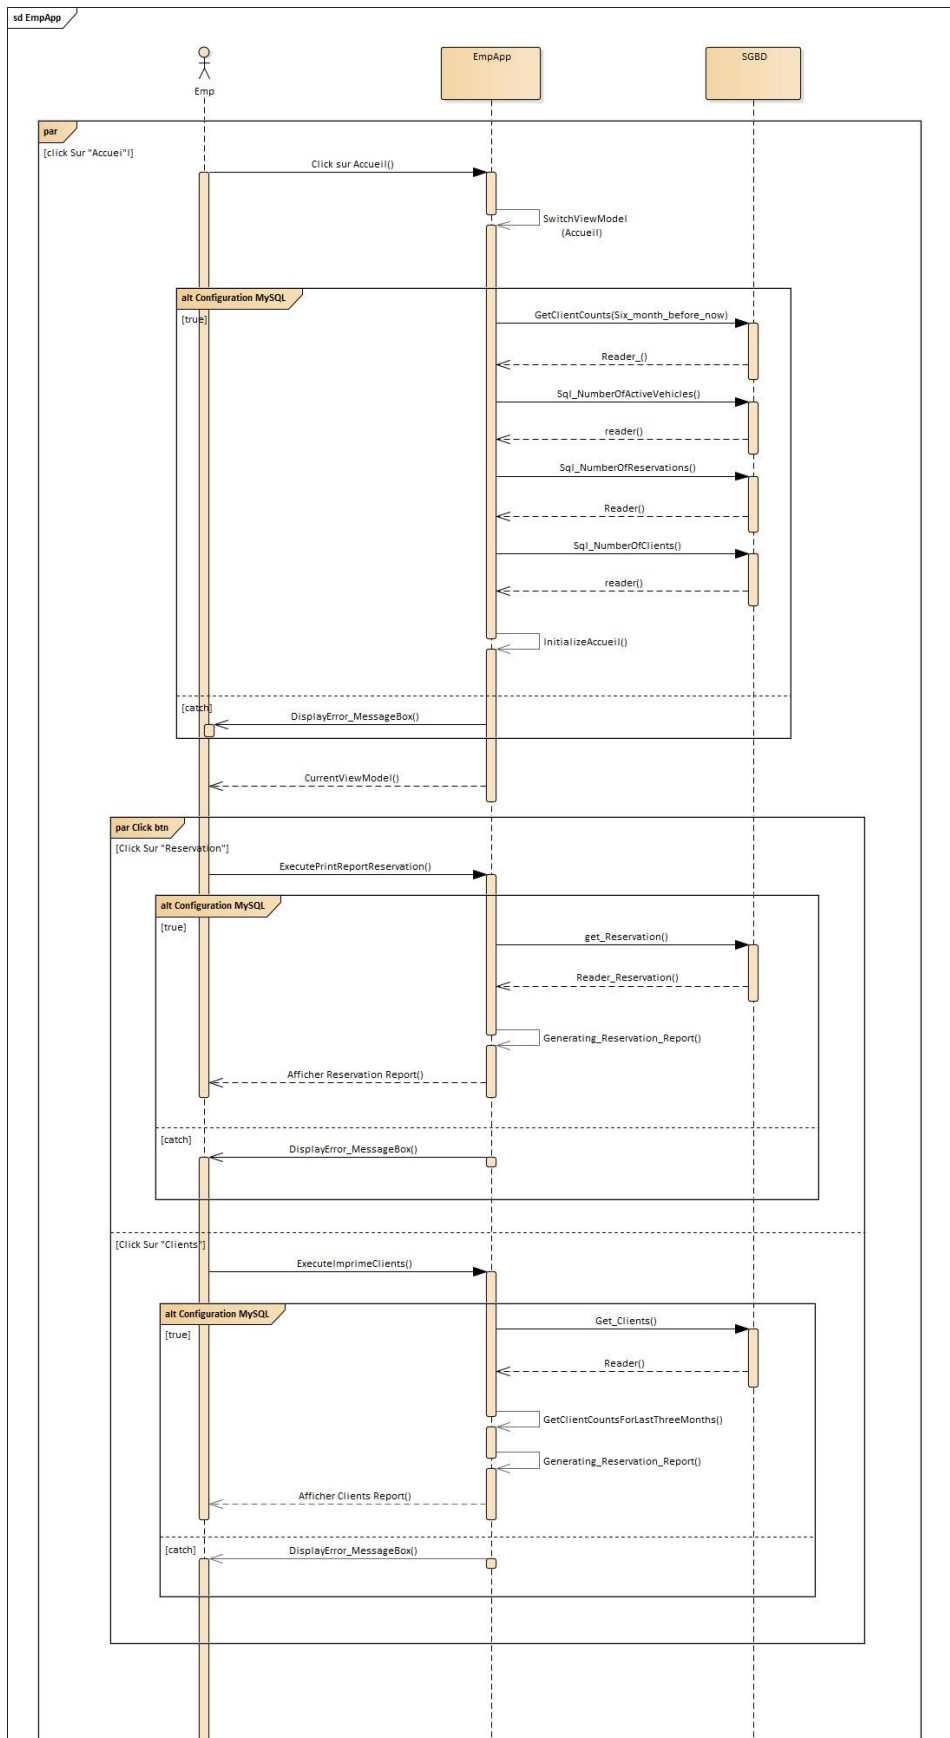 sd EmpApp
Emp
EmpApp
SGBD
par
[click Sur "Accuei"l]
Click sur Accueil()
SwitchViewModel
(Accueil)
alt Configuration MySQL
[true]
GetClientCounts(Six_month_before_now)
Reader_()
Sql_NumberOfActiveVehicles()
reader()
Sql_NumberOfReservations()
Reader()
Sql_NumberOfClients()
reader()
InitializeAccueil()
[catch]
DisplayError_MessageBox()
CurrentViewModel()
par Click btn
[Click Sur "Reservation"]
ExecutePrintReportReservation()
alt Configuration MySQL
[true]
get_Reservation()
Reader_Reservation()
Generating_Reservation_Report()
Afficher Reservation Report()
[catch]
DisplayError_MessageBox()
[Click Sur "Clients"]
ExecuteImprimeClients()
alt Configuration MySQL
[true]
Get_Clients()
Reader()
GetClientCountsForLastThreeMonths()
Generating_Reservation_Report()
Afficher Clients Report()
[catch]
DisplayError_MessageBox()